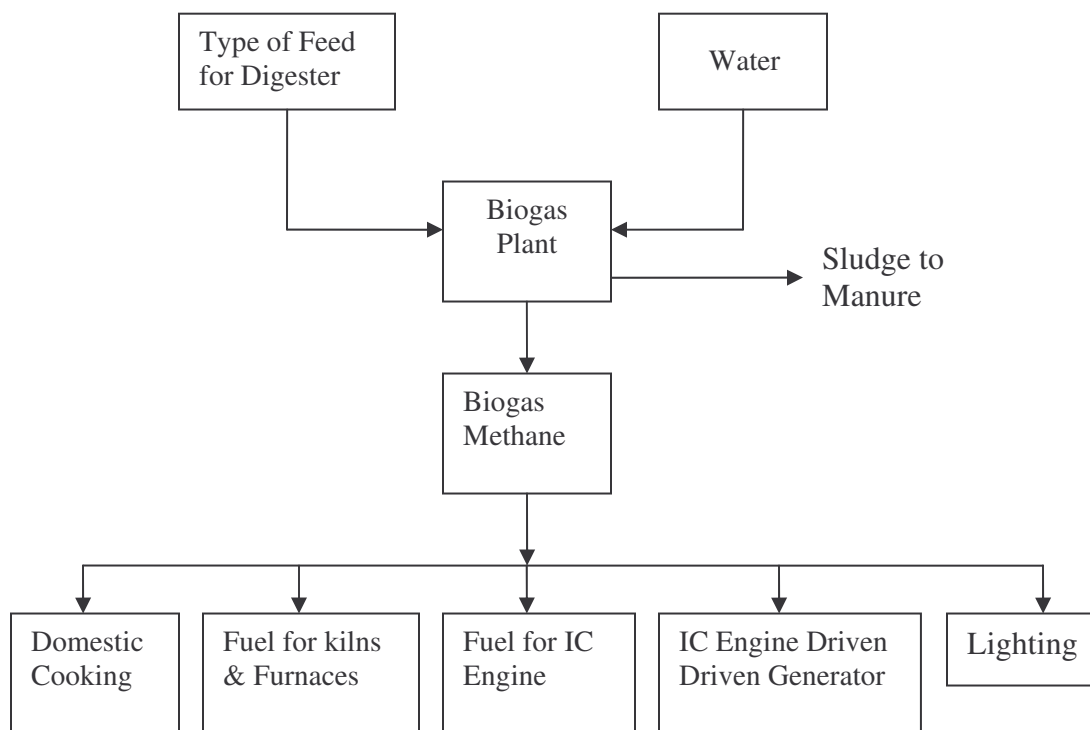 Type of Feed
for Digester
Water
Biogas
Plant
Sludge to
Manure
Biogas
Methane
Domestic
Cooking
Fuel for kilns
& Furnaces
Fuel for IC
Engine
IC Engine Driven
Driven Generator
Lighting